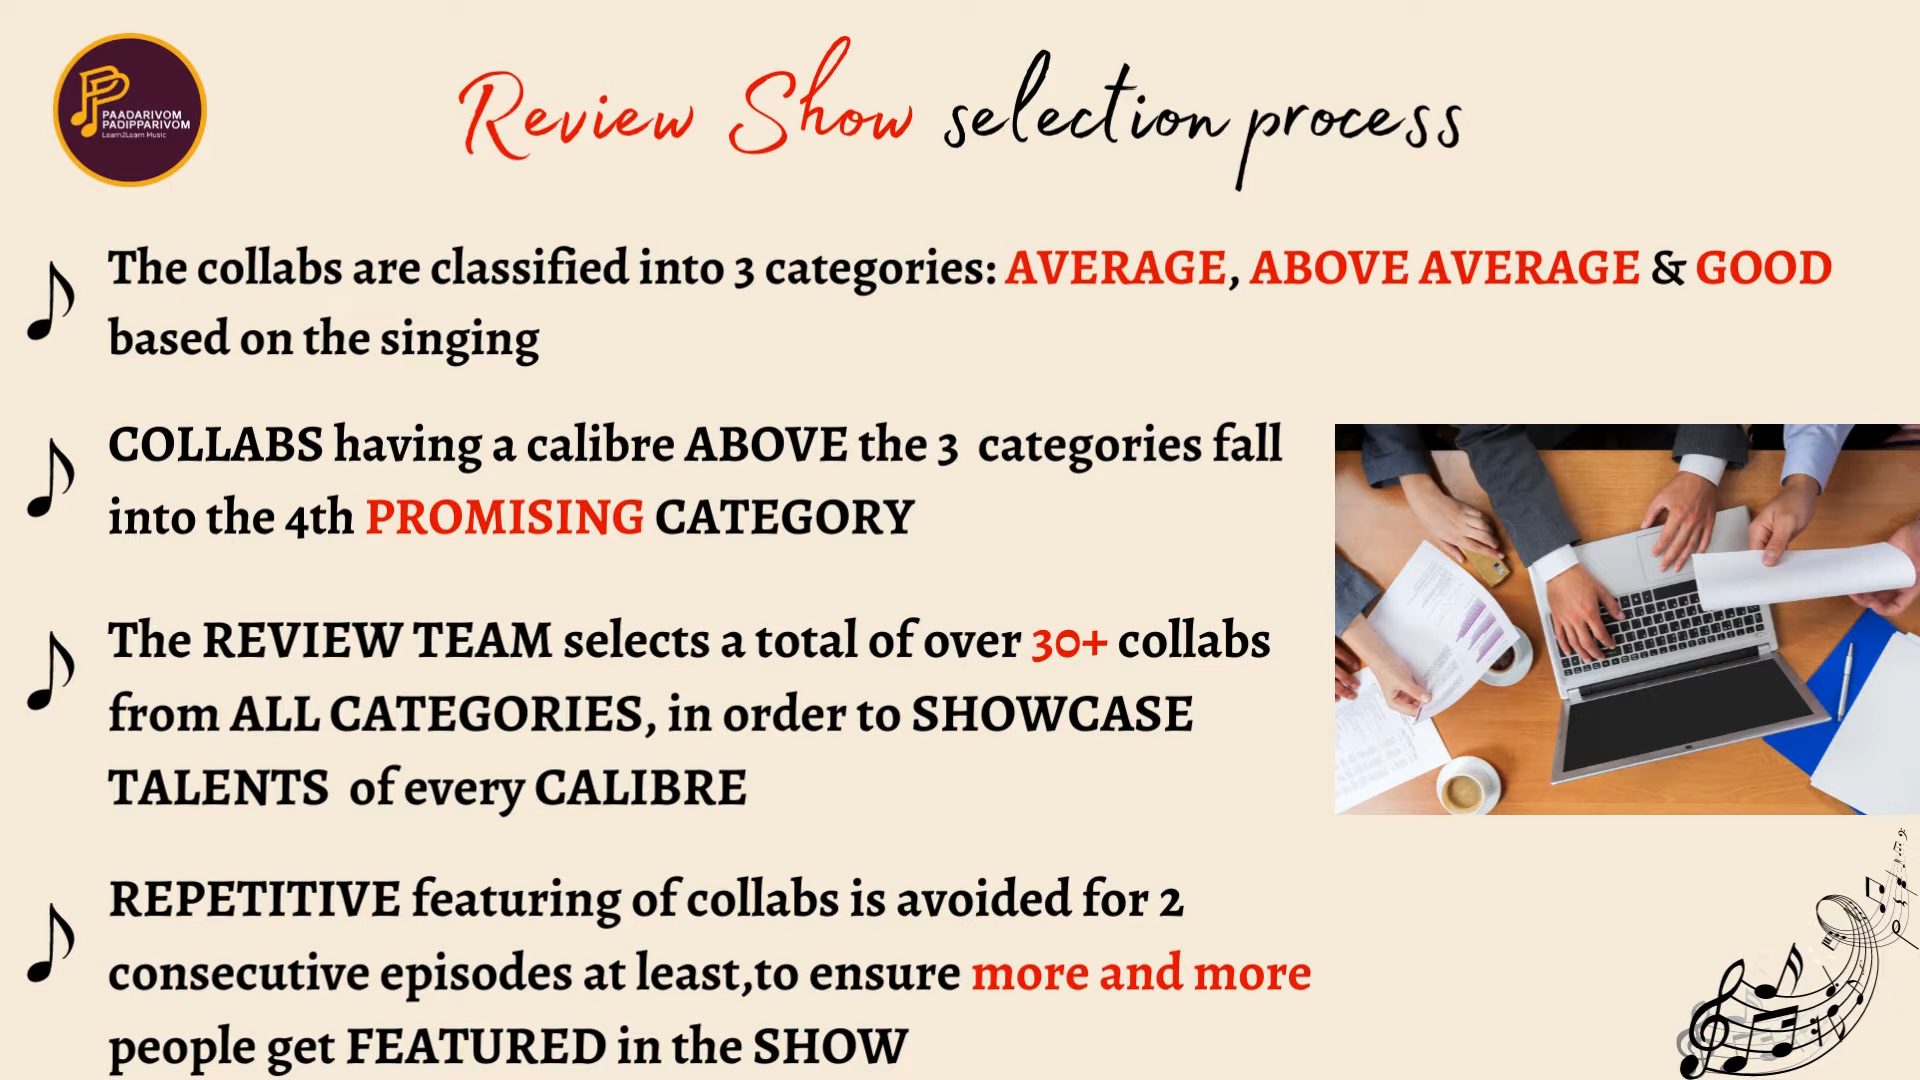 PAADARIVOM
PADIPPARIVOM
Learn2Learn Music
Review Show selection process
The collabs are classified into 3 categories: AVERAGE, ABOVE AVERAGE & GOOD
based on the singing
COLLABS having a calibre ABOVE the 3 categories fall
into the 4th PROMISING CATEGORY
The REVIEW TEAM selects a total of over 30+ collabs
from ALL CATEGORIES, in order to SHOWCASE
TALENTS of every CALIBRE
REPETITIVE featuring of collabs is avoided for 2
consecutive episodes at least,to ensure more and more
people get FEATURED in the SHOW